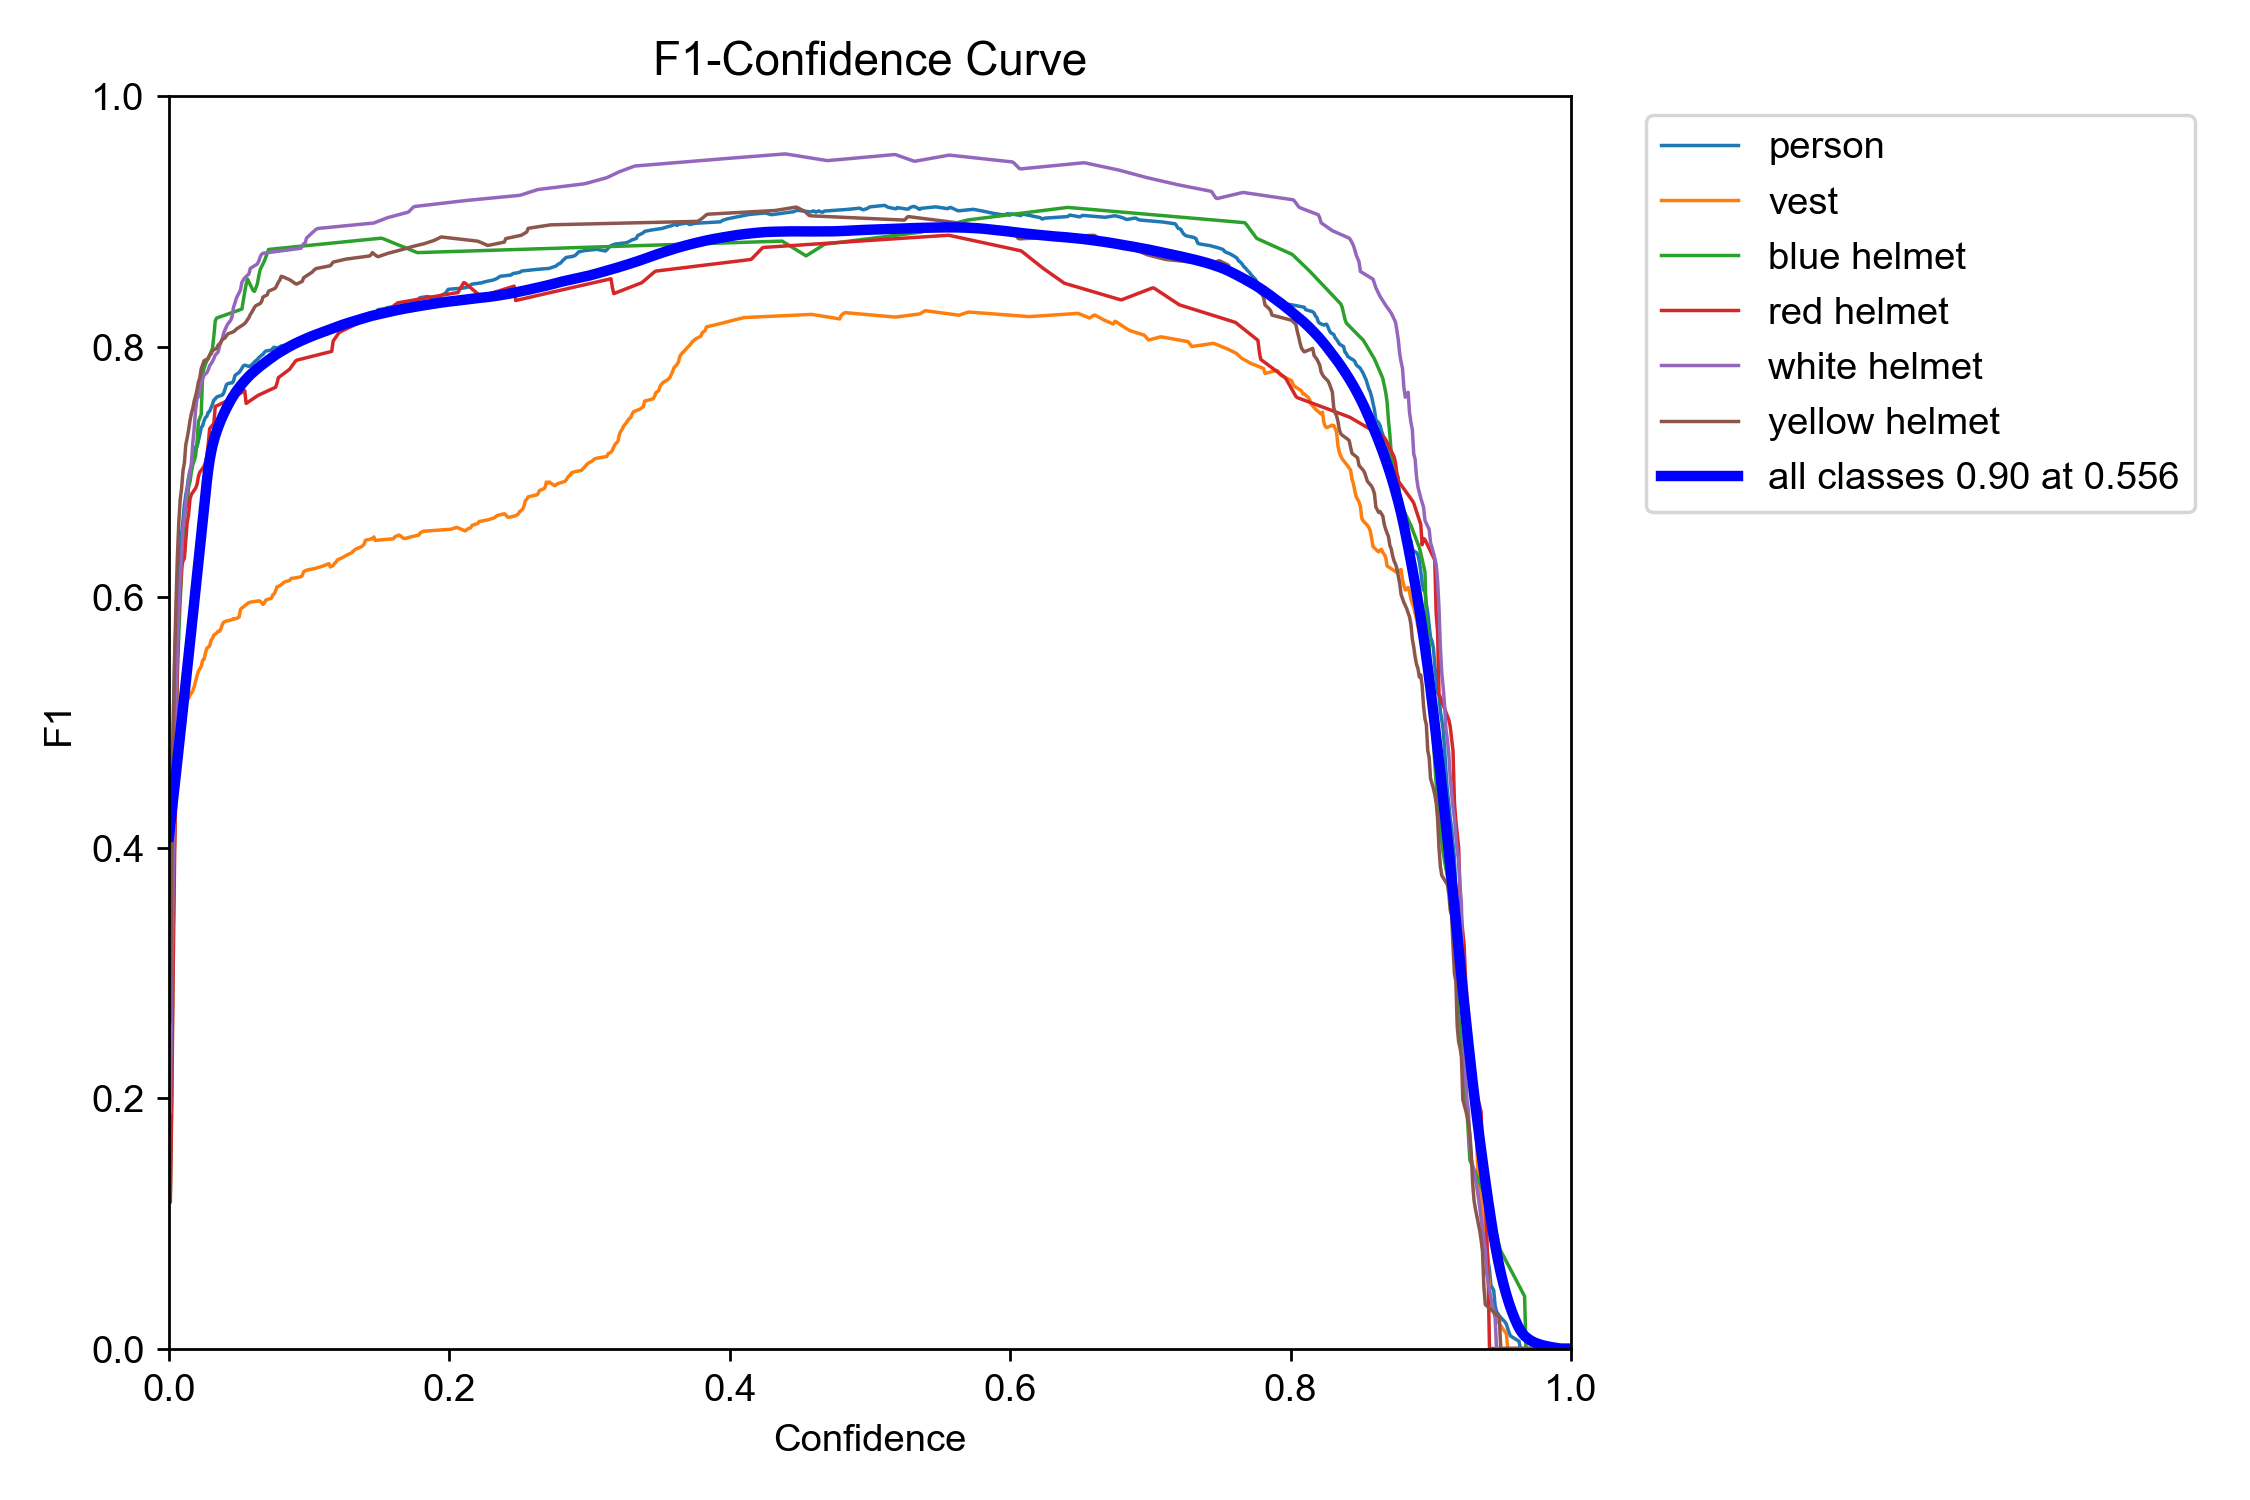 F1-Confidence Curve
1.0
0.8
0.6
0.4
0.2
0.0
F1
0.0 0.2 0.4 0.6 0.8 1.0
Confidence
person
vest
blue helmet
red helmet
white helmet
yellow helmet
all classes 0.90 at 0.556